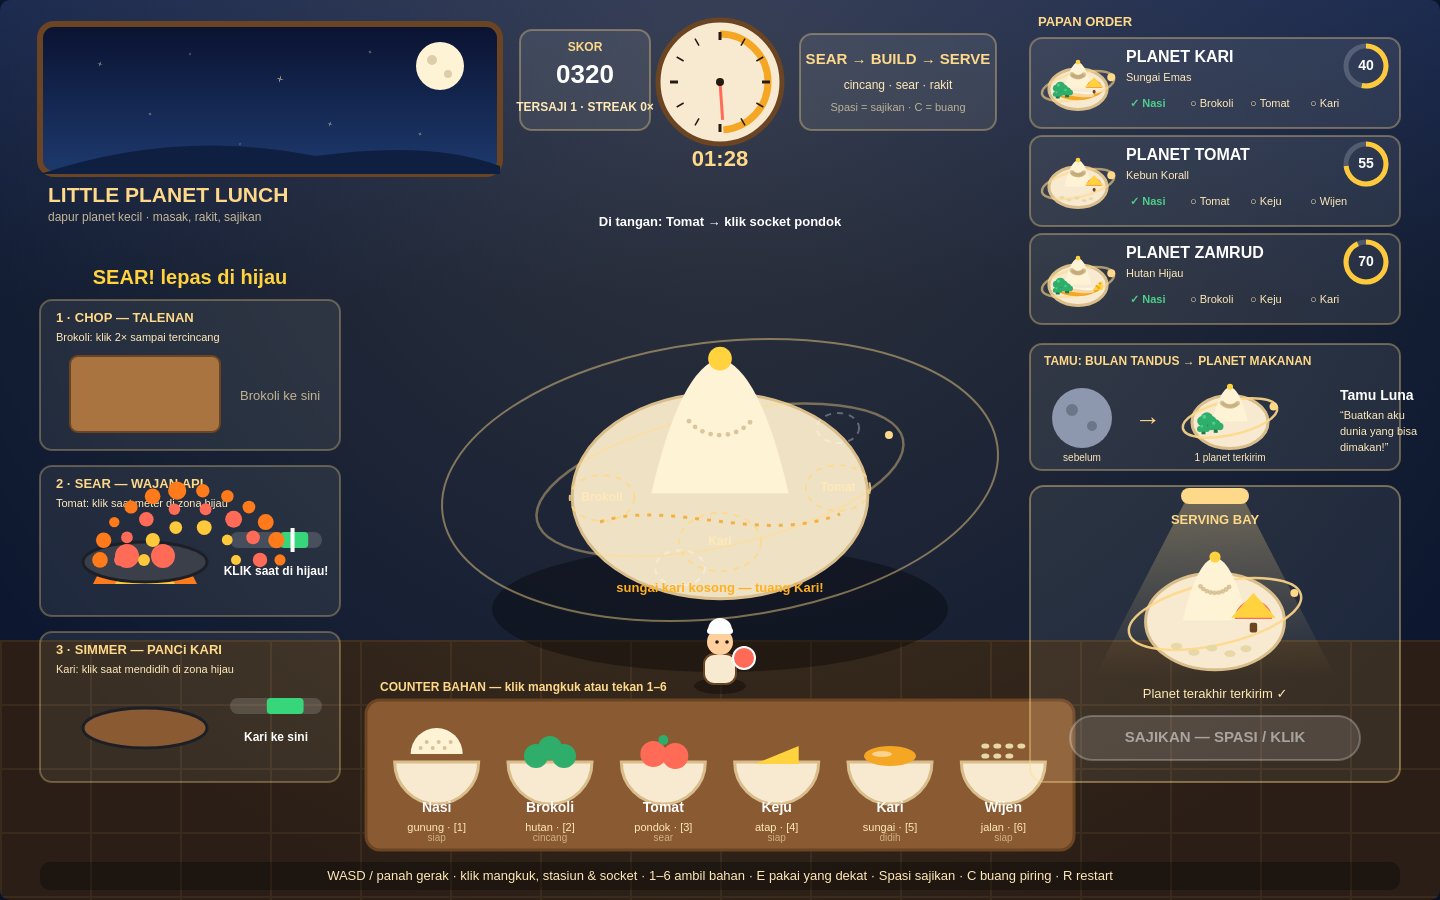 SKOR
0320
TERSAJI 1 · STREAK 0×
01:28
SEAR → BUILD → SERVE
cincang · sear · rakit
Spasi = sajikan · C = buang
LITTLE PLANET LUNCH
dapur planet kecil · masak, rakit, sajikan
Di tangan: Tomat → klik socket pondok
PAPAN ORDER
PLANET KARI
40
Sungai Emas
✓ Nasi ○ Brokoli ○ Tomat ○ Kari
PLANET TOMAT
55
Kebun Korall
✓ Nasi ○ Tomat ○ Keju ○ Wijen
PLANET ZAMRUD
70
Hutan Hijau
✓ Nasi ○ Brokoli ○ Keju ○ Kari
TAMU: BULAN TANDUS → PLANET MAKANAN
→
sebelum
1 planet terkirim
Tamu Luna
“Buatkan aku
dunia yang bisa
dimakan!”
SERVING BAY
Planet terakhir terkirim ✓
SAJIKAN — SPASI / KLIK
SEAR! lepas di hijau
1 · CHOP — TALENAN
Brokoli: klik 2× sampai tercincang
Brokoli ke sini
2 · SEAR — WAJAN API
Tomat: klik saat meter di zona hijau
KLIK saat di hijau!
3 · SIMMER — PANCi KARI
Kari: klik saat mendidih di zona hijau
Kari ke sini
Brokoli
Tomat
Kari
sungai kari kosong — tuang Kari!
COUNTER BAHAN — klik mangkuk atau tekan 1–6
Nasi
gunung · [1]
siap
Brokoli
hutan · [2]
cincang
Tomat
pondok · [3]
sear
Keju
atap · [4]
siap
Kari
sungai · [5]
didih
Wijen
jalan · [6]
siap
WASD / panah gerak · klik mangkuk, stasiun & socket · 1–6 ambil bahan · E pakai yang dekat · Spasi sajikan · C buang piring · R restart